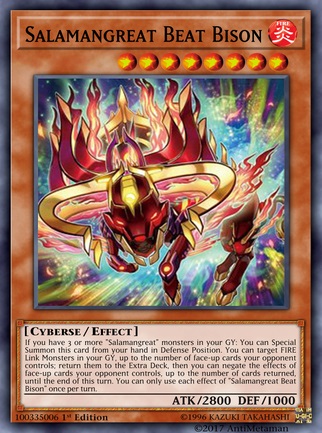 Salamangreat Beat Bison
FIRE
炎
[Cyberse / Effect]
If you have 3 or more "Salamangreat" monsters in your GY: You can Special
Summon this card from your hand in Defense Position. You can target FIRE
Link Monsters in your GY, up to the number of face-up cards your opponent
controls; return them to the Extra Deck, then you can negate the effects of
face-up cards your opponent controls, up to the number of cards returned,
until the end of this turn. You can only use each effect of "Salamangreat Beat
Bison" once per turn.
ATK/2800 DEF/1000
100335006 1st Edition ©1996 KAZUKI TAKAHASHI
©2017 AntiMetaman